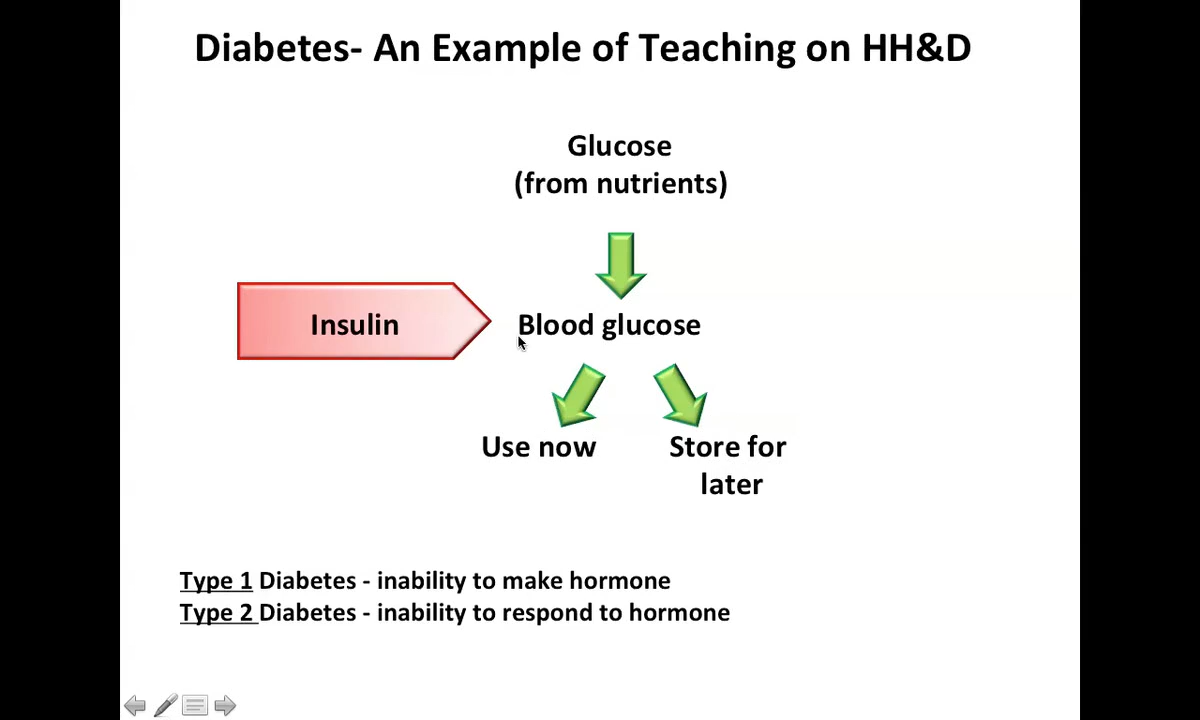 Diabetes- An Example of Teaching on HH&D
Glucose
(from nutrients)
Insulin
Blood glucose
Use now
Store for
later
Type 1 Diabetes - inability to make hormone
Type 2 Diabetes - inability to respond to hormone